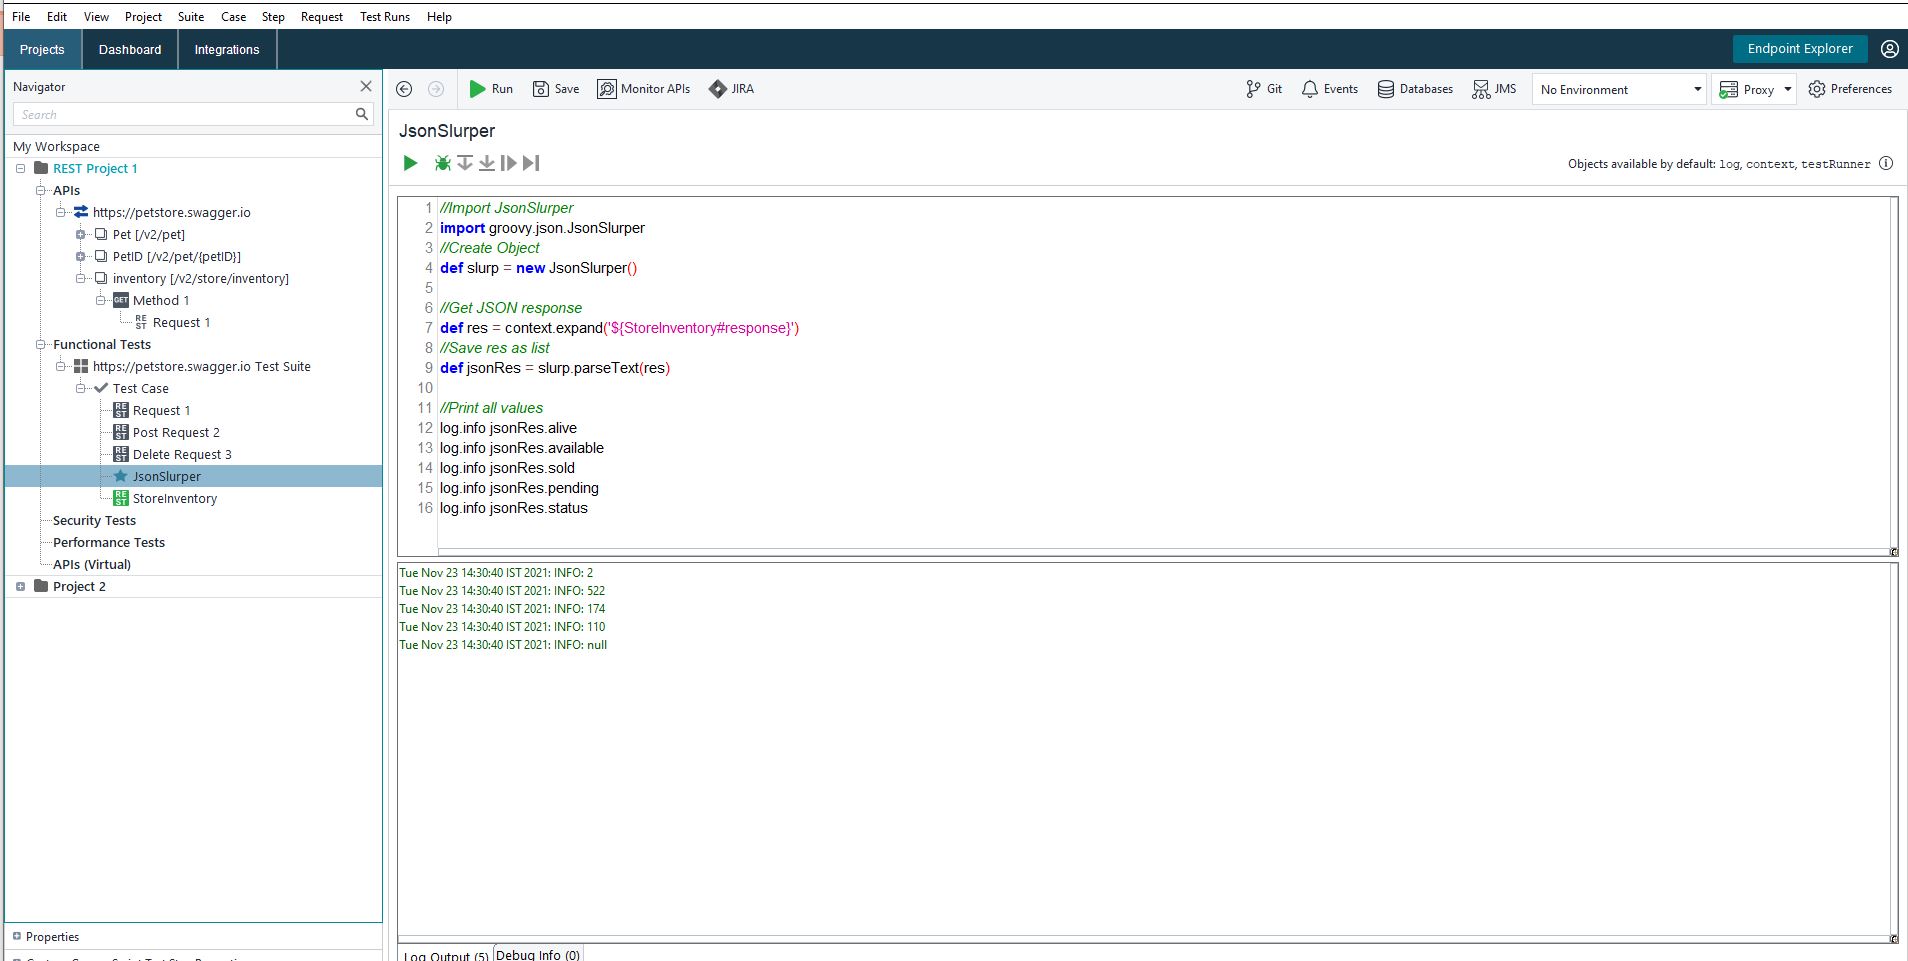 File Edit View Project Suite Case Step Request Test Runs Help
Projects Dashboard Integrations Endpoint Explorer
Navigator
Search
My Workspace
REST Project 1
APIs
https://petstore.swagger.io
Pet [/v2/pet]
PetID [/v2/pet/{petID}]
inventory [/v2/store/inventory]
GET Method 1
REST Request 1
Functional Tests
https://petstore.swagger.io Test Suite
Test Case
REST Request 1
REST Post Request 2
REST Delete Request 3
JsonSlurper
REST StoreInventory
Security Tests
Performance Tests
APIs (Virtual)
Project 2
Properties
Run Save Monitor APIs JIRA Git Events Databases JMS No Environment Proxy Preferences
JsonSlurper
Objects available by default: log, context, testRunner
1 //Import JsonSlurper
2 import groovy.json.JsonSlurper
3 //Create Object
4 def slurp = new JsonSlurper()
5
6 //Get JSON response
7 def res = context.expand('${StoreInventory#response}')
8 //Save res as list
9 def jsonRes = slurp.parseText(res)
10
11 //Print all values
12 log.info jsonRes.alive
13 log.info jsonRes.available
14 log.info jsonRes.sold
15 log.info jsonRes.pending
16 log.info jsonRes.status
Tue Nov 23 14:30:40 IST 2021: INFO: 2
Tue Nov 23 14:30:40 IST 2021: INFO: 522
Tue Nov 23 14:30:40 IST 2021: INFO: 174
Tue Nov 23 14:30:40 IST 2021: INFO: 110
Tue Nov 23 14:30:40 IST 2021: INFO: null
Log Output (5) Debug Info (0)